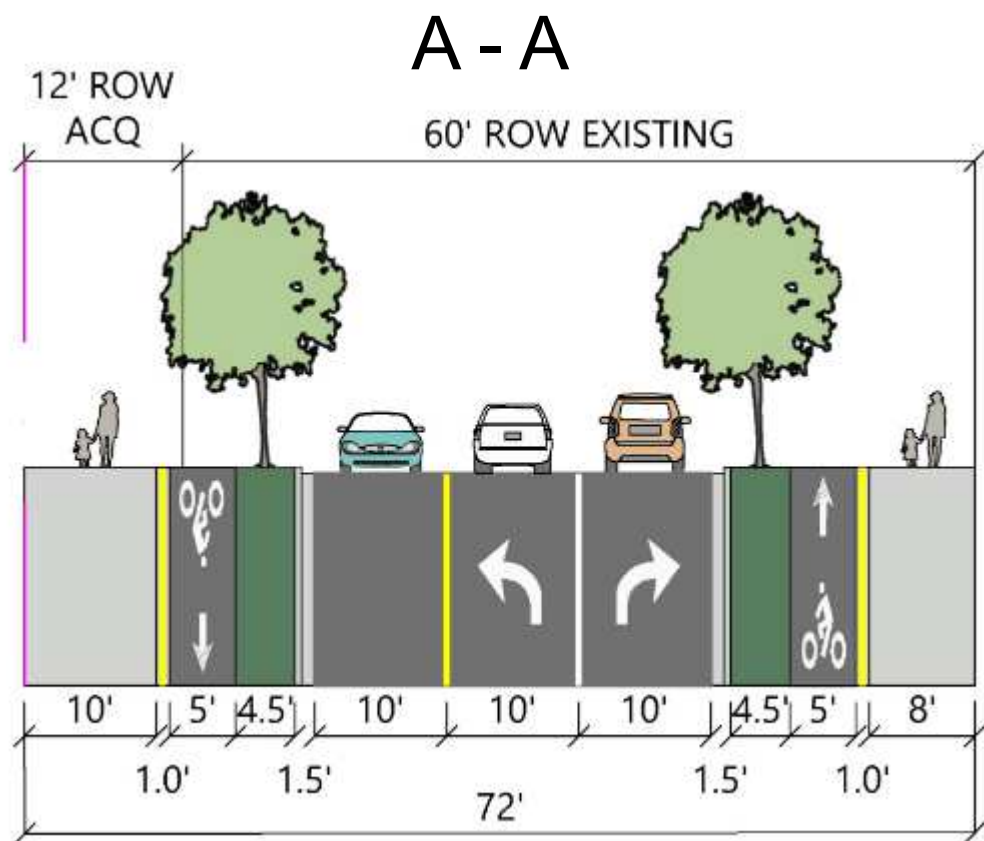 A - A
12' ROW
ACQ
60' ROW EXISTING
10' 5' 4.5' 10' 10' 10' 4.5' 5' 8'
1.0' 1.5' 1.5' 1.0'
72'